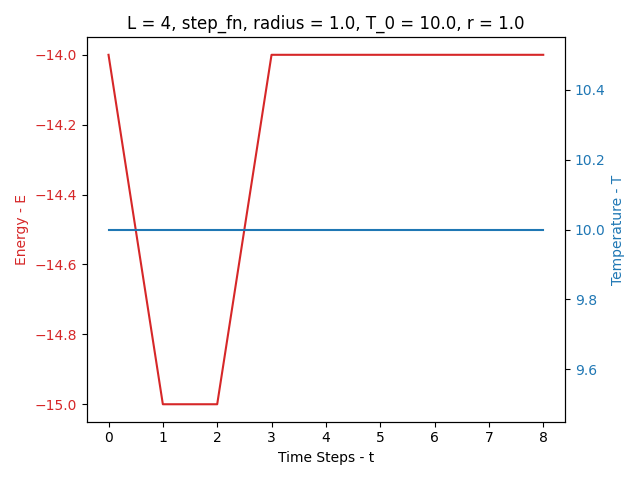 L = 4, step_fn, radius = 1.0, T_0 = 10.0, r = 1.0
Energy - E
−14.0
−14.2
−14.4
−14.6
−14.8
−15.0
10.4
10.2
10.0
9.8
9.6
Temperature - T
0 1 2 3 4 5 6 7 8
Time Steps - t